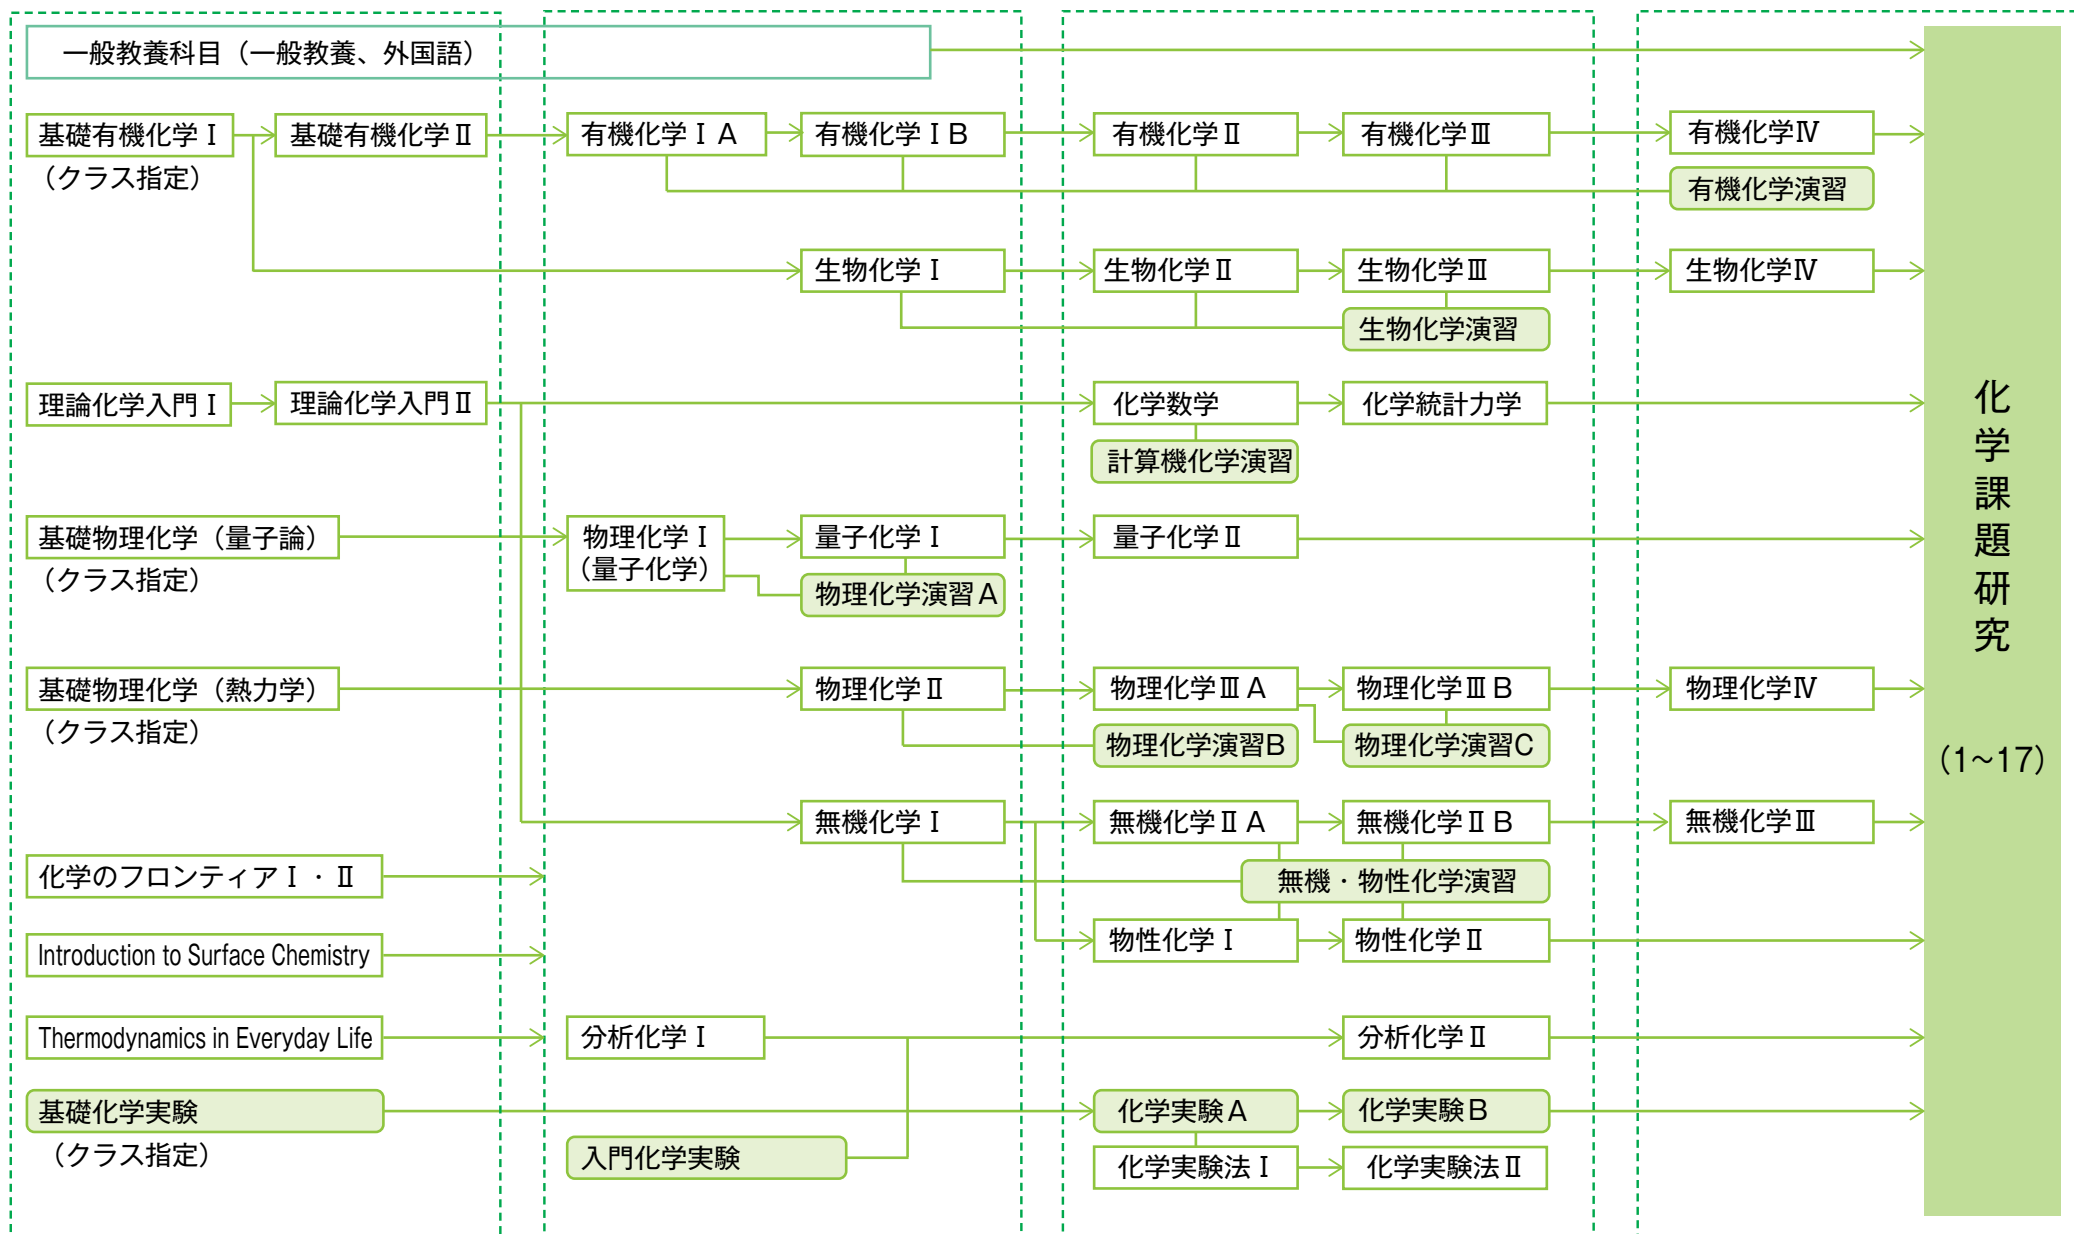 一般教養科目（一般教養、外国語）
基礎有機化学Ⅰ
（クラス指定）
基礎有機化学Ⅱ
有機化学ⅠA
有機化学ⅠB
有機化学Ⅱ
有機化学Ⅲ
有機化学Ⅳ
有機化学演習
生物化学Ⅰ
生物化学Ⅱ
生物化学Ⅲ
生物化学Ⅳ
生物化学演習
理論化学入門Ⅰ
理論化学入門Ⅱ
化学数学
化学統計力学
計算機化学演習
基礎物理化学（量子論）
（クラス指定）
物理化学Ⅰ
（量子化学）
量子化学Ⅰ
量子化学Ⅱ
物理化学演習A
基礎物理化学（熱力学）
（クラス指定）
物理化学Ⅱ
物理化学ⅢA
物理化学ⅢB
物理化学Ⅳ
物理化学演習B
物理化学演習C
無機化学Ⅰ
無機化学ⅡA
無機化学ⅡB
無機化学Ⅲ
化学のフロンティアⅠ・Ⅱ
無機・物性化学演習
Introduction to Surface Chemistry
物性化学Ⅰ
物性化学Ⅱ
Thermodynamics in Everyday Life
分析化学Ⅰ
分析化学Ⅱ
基礎化学実験
（クラス指定）
化学実験A
化学実験B
入門化学実験
化学実験法Ⅰ
化学実験法Ⅱ
化学課題研究
（1~17）